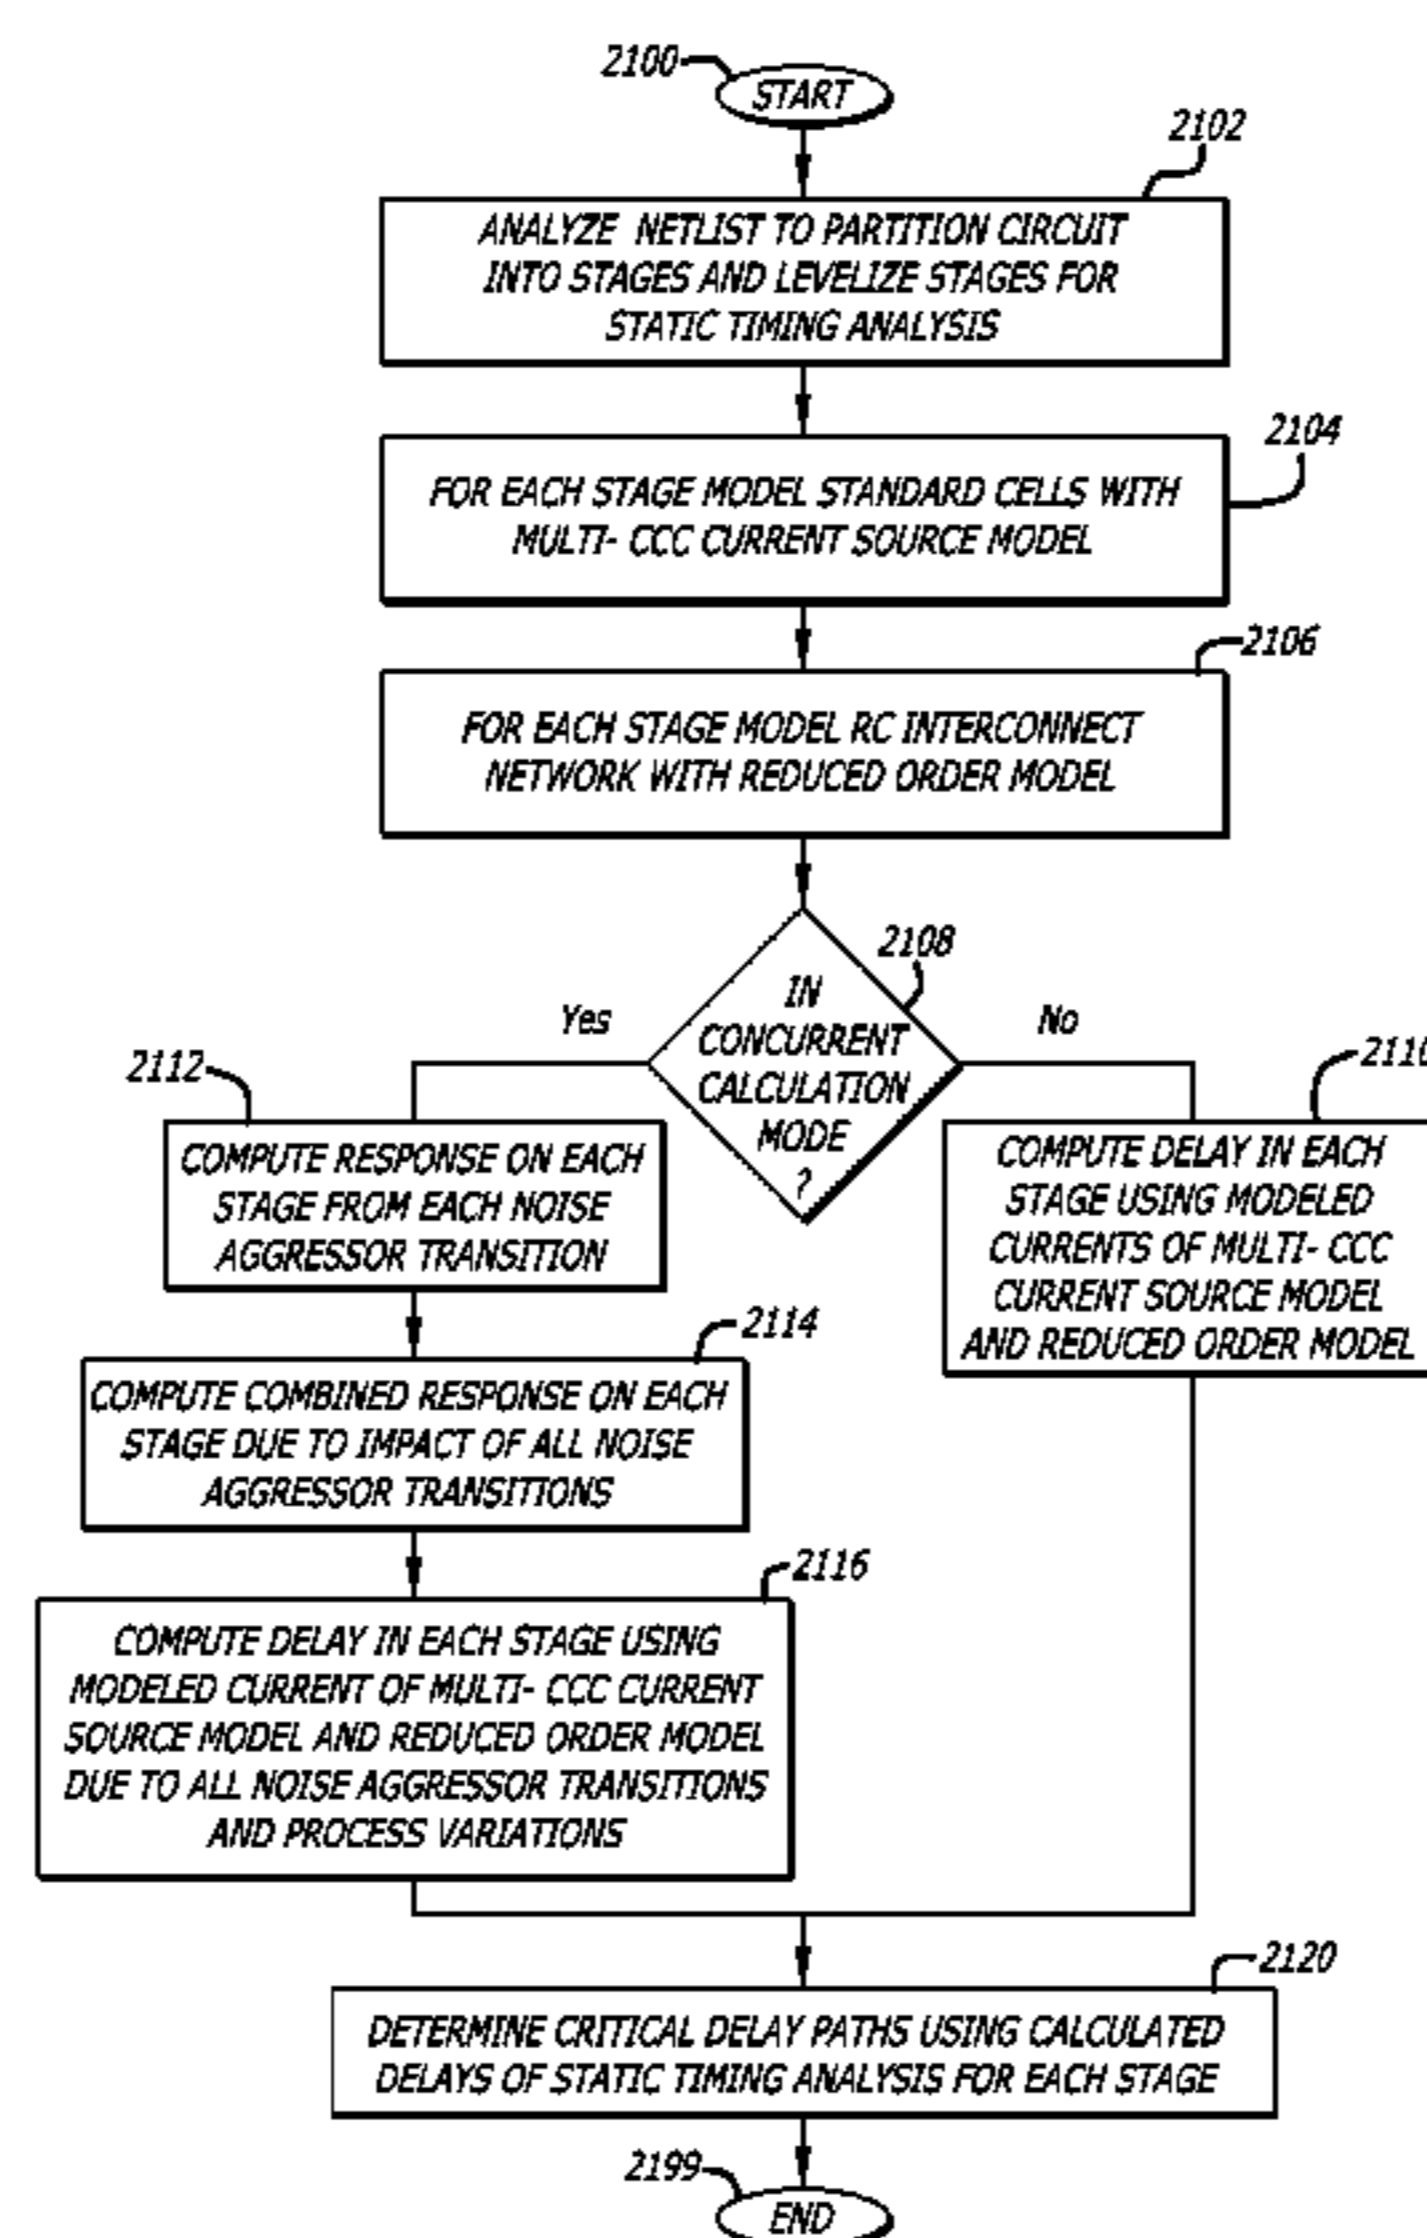 2100
START
2102
ANALYZE NETLIST TO PARTITION CIRCUIT
INTO STAGES AND LEVELIZE STAGES FOR
STATIC TIMING ANALYSIS
2104
FOR EACH STAGE MODEL STANDARD CELLS WITH
MULTI- CCC CURRENT SOURCE MODEL
2106
FOR EACH STAGE MODEL RC INTERCONNECT
NETWORK WITH REDUCED ORDER MODEL
2108
IN
CONCURRENT
CALCULATION
MODE
?
Yes
No
2112
COMPUTE RESPONSE ON EACH
STAGE FROM EACH NOISE
AGGRESSOR TRANSITION
2110
COMPUTE DELAY IN EACH
STAGE USING MODELED
CURRENTS OF MULTI- CCC
CURRENT SOURCE MODEL
AND REDUCED ORDER MODEL
2114
COMPUTE COMBINED RESPONSE ON EACH
STAGE DUE TO IMPACT OF ALL NOISE
AGGRESSOR TRANSITIONS
2116
COMPUTE DELAY IN EACH STAGE USING
MODELED CURRENT OF MULTI- CCC CURRENT
SOURCE MODEL AND REDUCED ORDER MODEL
DUE TO ALL NOISE AGGRESSOR TRANSITIONS
AND PROCESS VARIATIONS
2120
DETERMINE CRITICAL DELAY PATHS USING CALCULATED
DELAYS OF STATIC TIMING ANALYSIS FOR EACH STAGE
2199
END